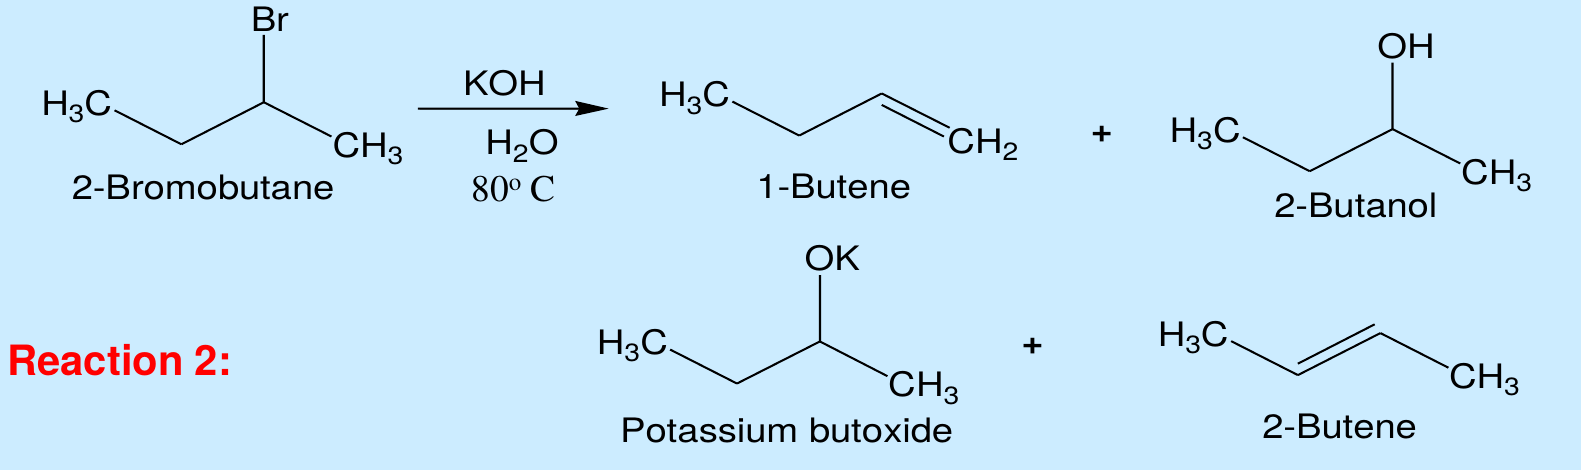 Br
H₃C
CH₃
2-Bromobutane
KOH
H₂O
80º C
H₃C
CH₂
1-Butene
+
OH
H₃C
CH₃
2-Butanol
Reaction 2:
OK
H₃C
CH₃
Potassium butoxide
+
H₃C
CH₃
2-Butene